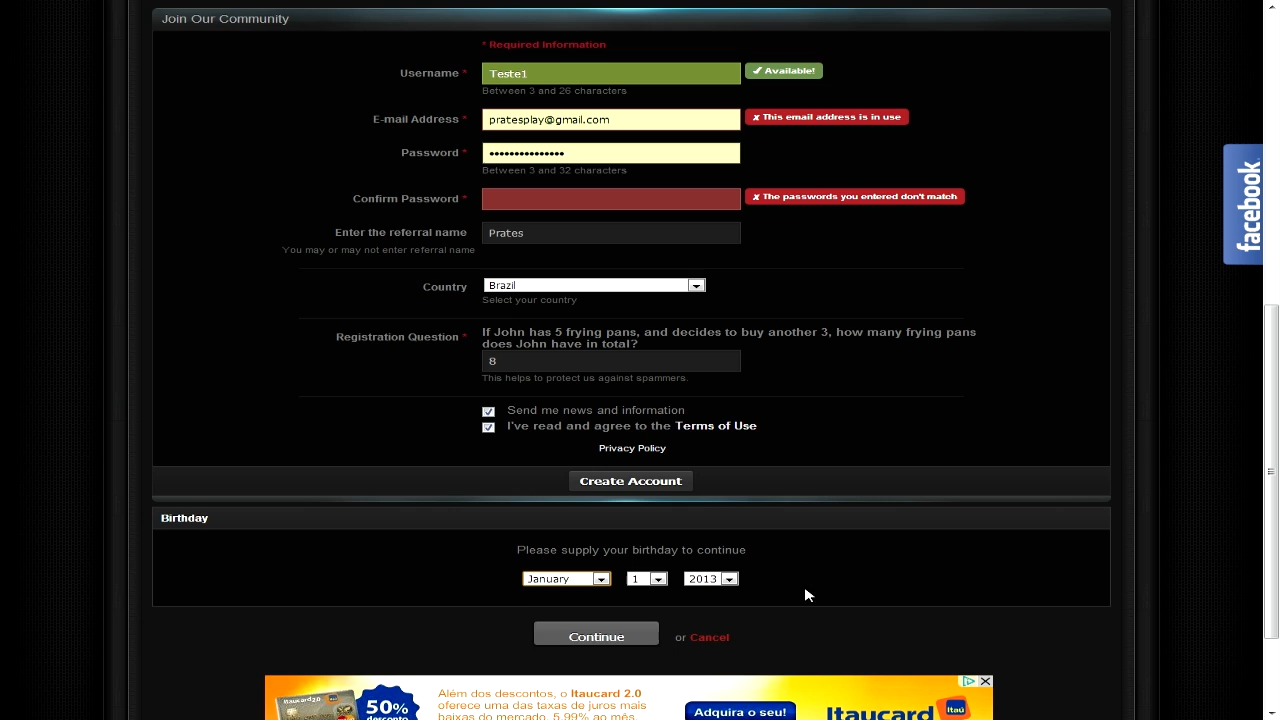 Join Our Community
* Required Information
Username *
Teste1
✔ Available!
Between 3 and 26 characters
E-mail Address *
pratesplay@gmail.com
x This email address is in use
Password *
•••••••••••••••
Between 3 and 32 characters
Confirm Password *
x The passwords you entered don't match
Enter the referral name
Prates
You may or may not enter referral name
Country
Brazil
Select your country
Registration Question *
If John has 5 frying pans, and decides to buy another 3, how many frying pans
does John have in total?
8
This helps to protect us against spammers.
Send me news and information
I've read and agree to the Terms of Use
Privacy Policy
Create Account
Birthday
Please supply your birthday to continue
January 1 2013
Continue or Cancel
facebook
Itaucard 2.0
50%
desconto
Além dos descontos, o Itaucard 2.0
oferece uma das taxas de juros mais
baixas do mercado, 5,99% ao mês
Adquira o seu!
Itaucard
Itaú